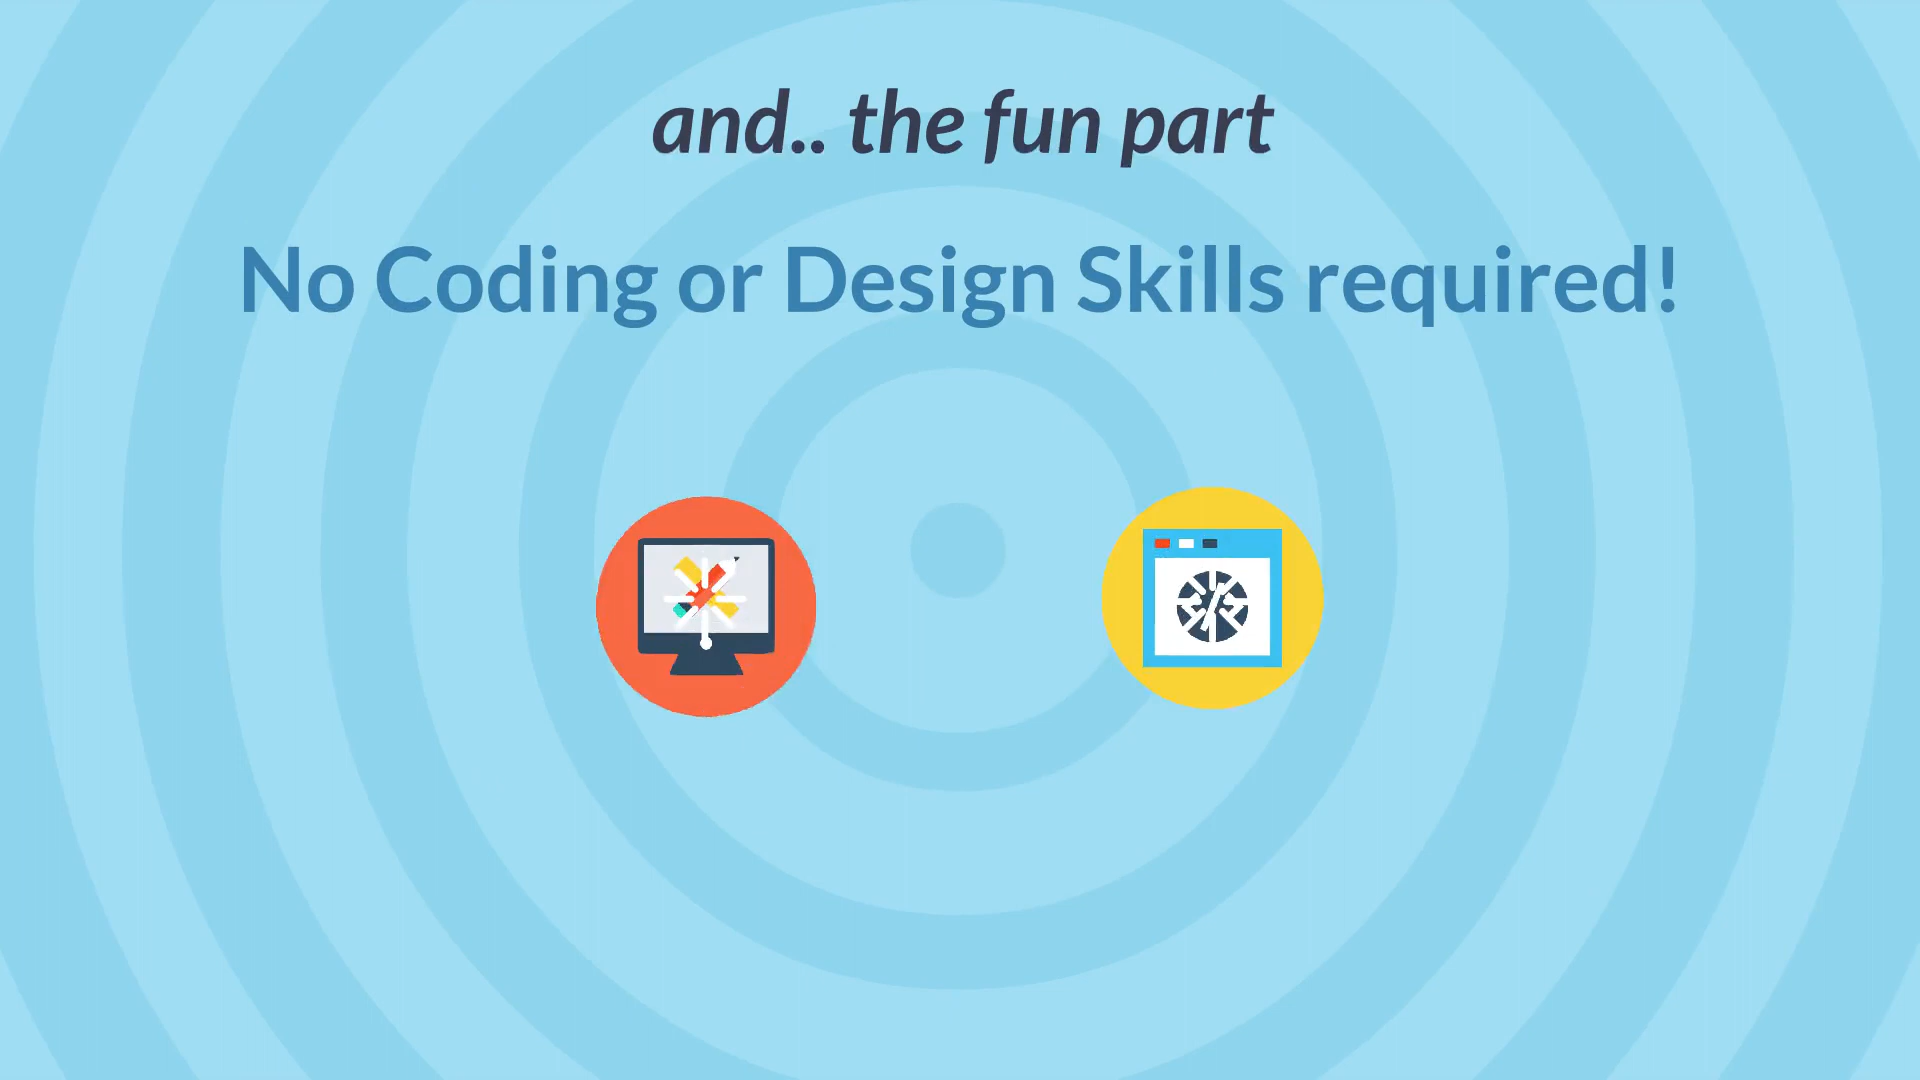 and.. the fun part
No Coding or Design Skills required!